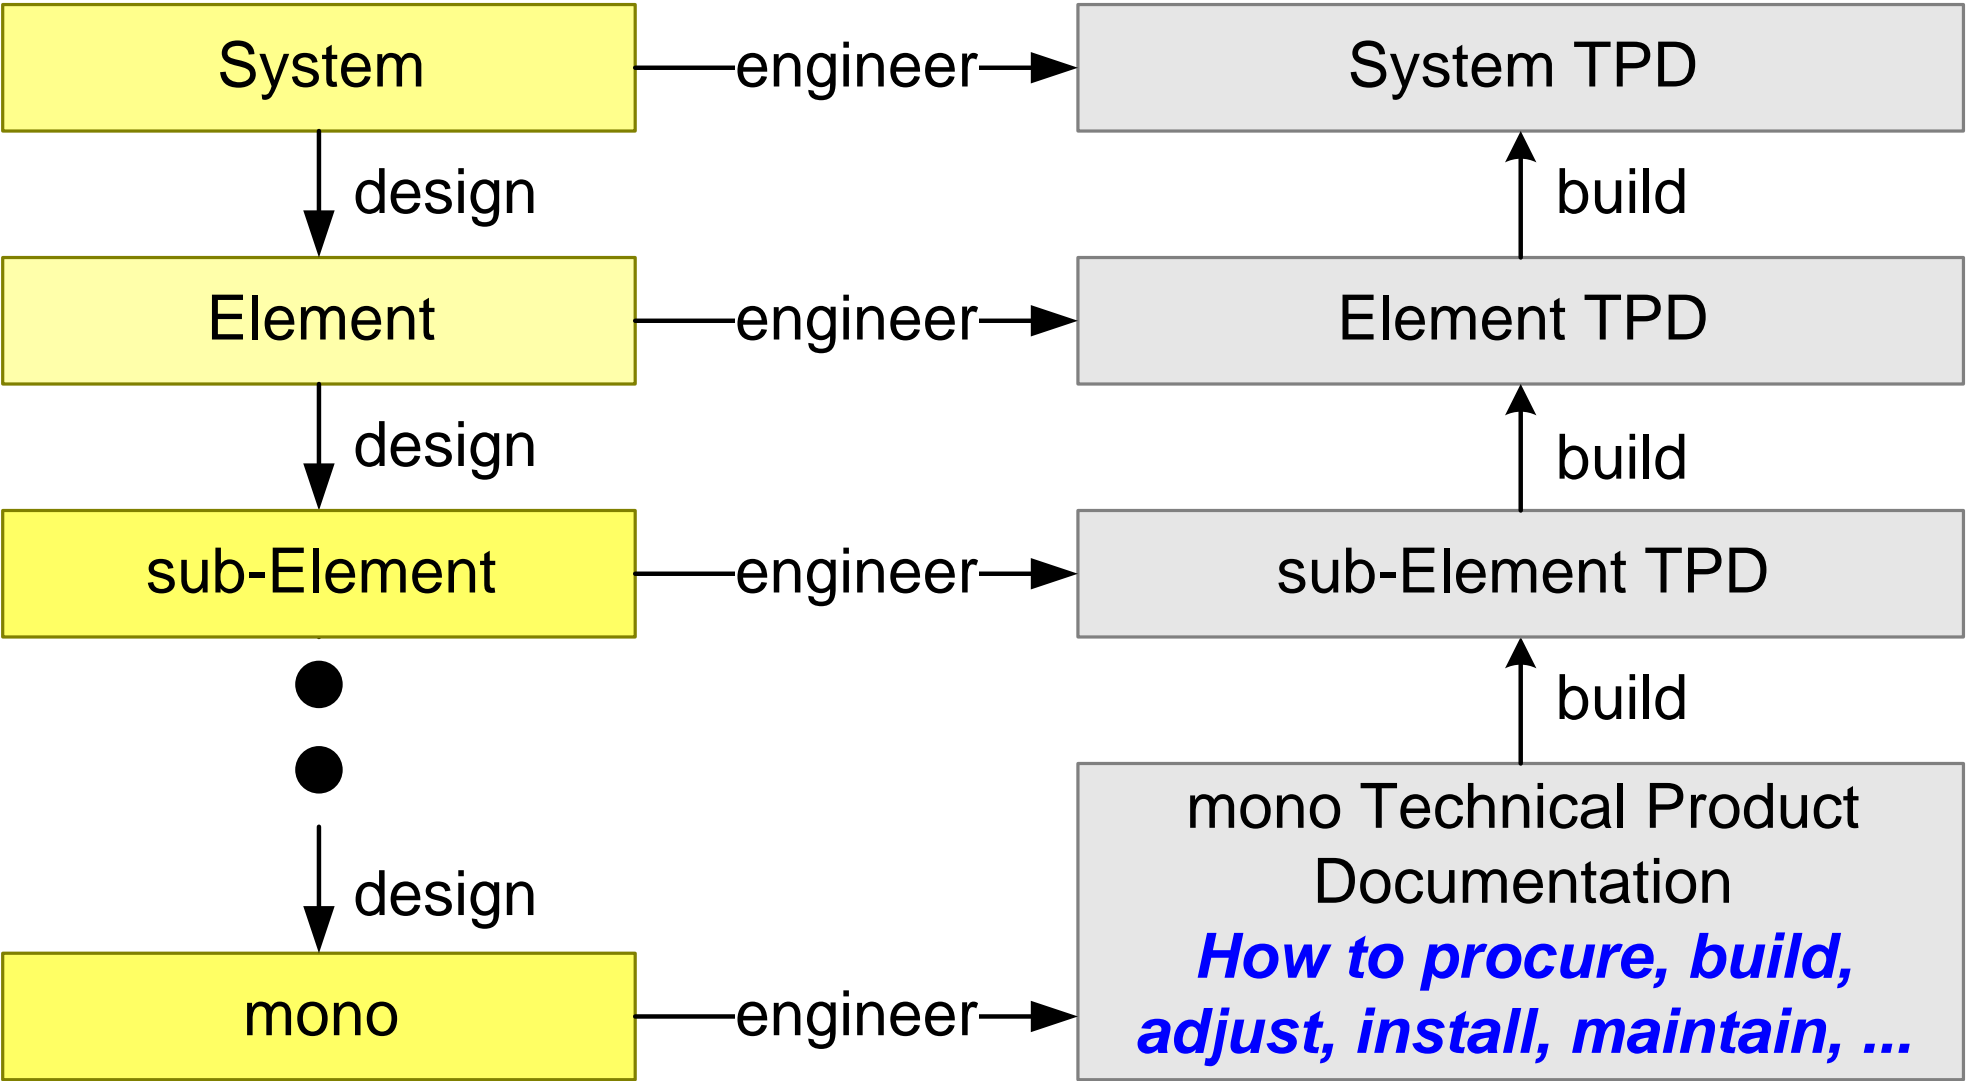 System
engineer
System TPD
design
build
Element
engineer
Element TPD
design
build
sub-Element
engineer
sub-Element TPD
build
design
mono
engineer
mono Technical Product
Documentation
How to procure, build,
adjust, install, maintain, ...